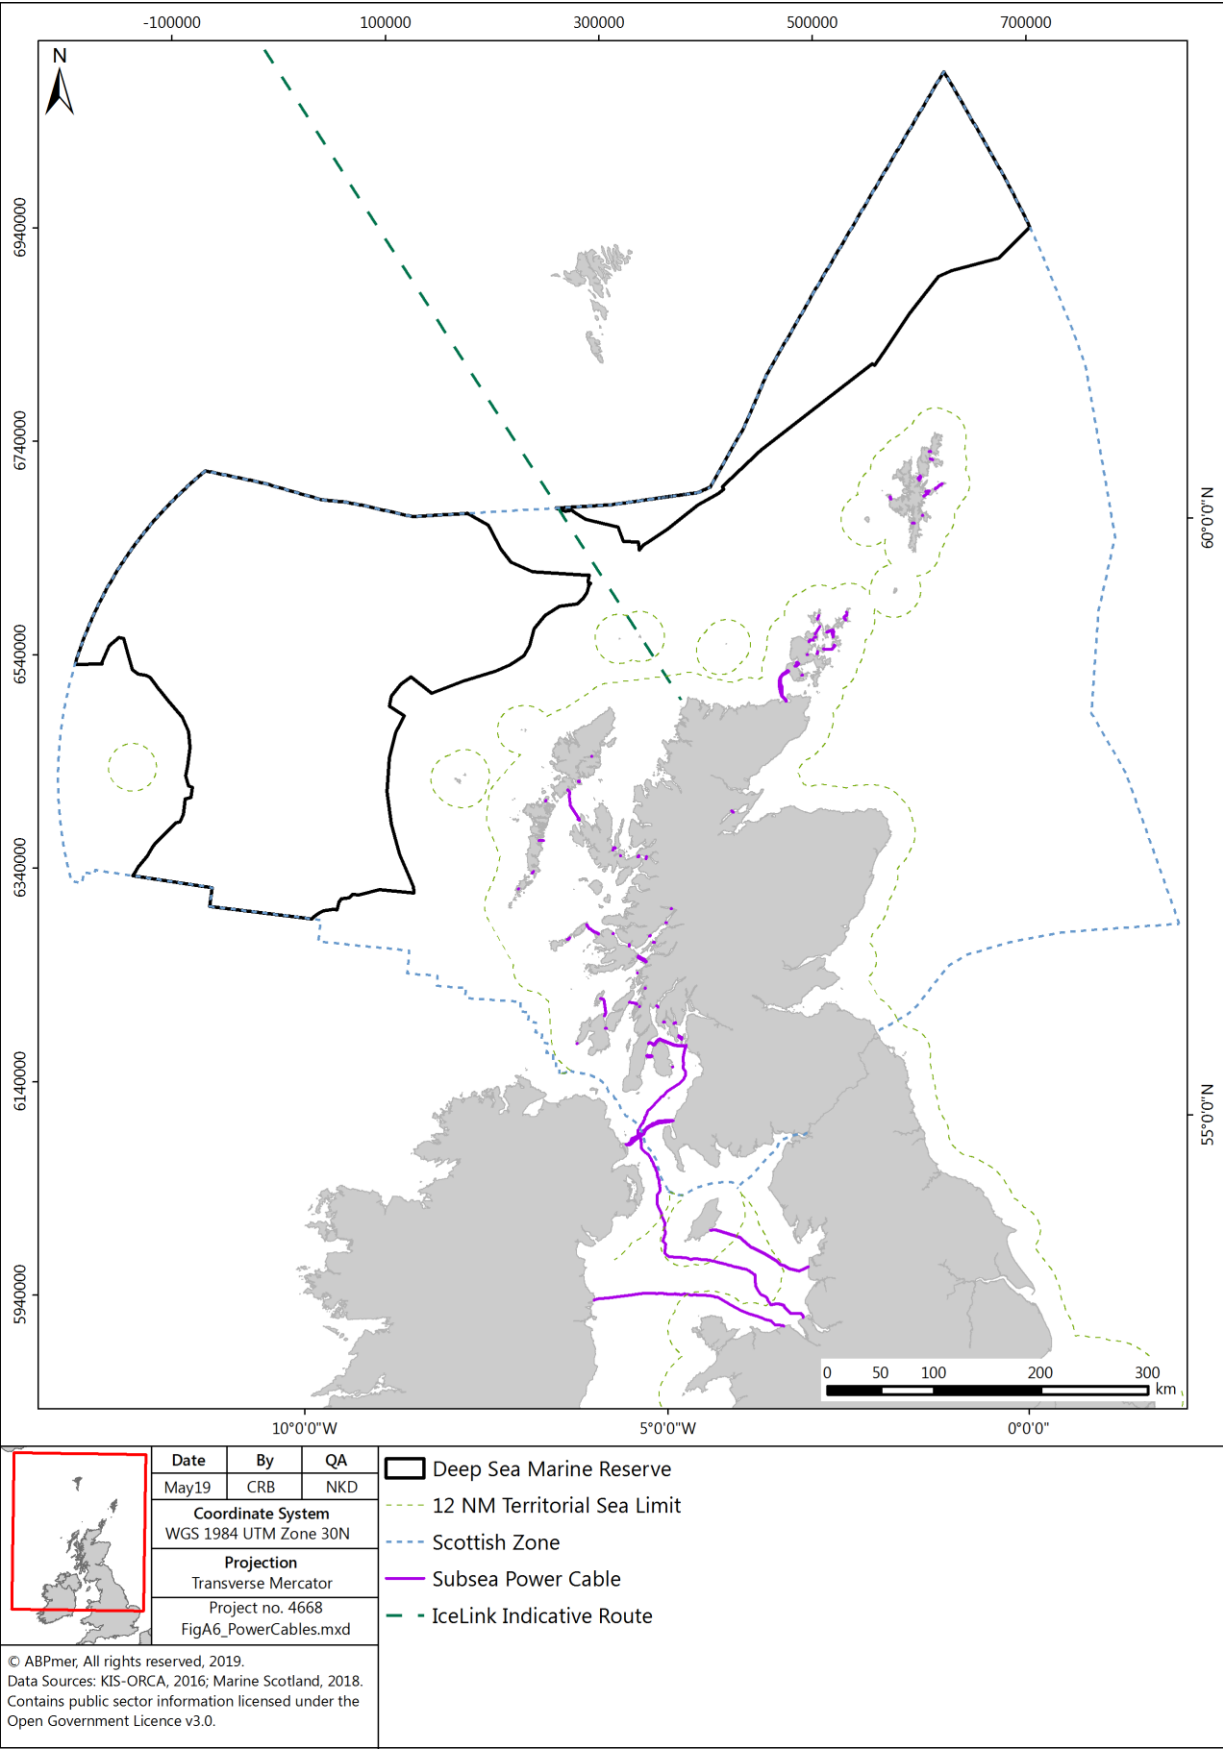 -100000 100000 300000 500000 700000
N
6940000
6740000
60°0'0"N
6540000
6340000
6140000
55°0'0"N
5940000
0 50 100 200 300
km
10°0'0"W 5°0'0"W 0°0'0"
Date By QA
May19 CRB NKD
Coordinate System
WGS 1984 UTM Zone 30N
Projection
Transverse Mercator
Project no. 4668
FigA6_PowerCables.mxd
© ABPmer, All rights reserved, 2019.
Data Sources: KIS-ORCA, 2016; Marine Scotland, 2018.
Contains public sector information licensed under the
Open Government Licence v3.0.
Deep Sea Marine Reserve
12 NM Territorial Sea Limit
Scottish Zone
Subsea Power Cable
IceLink Indicative Route